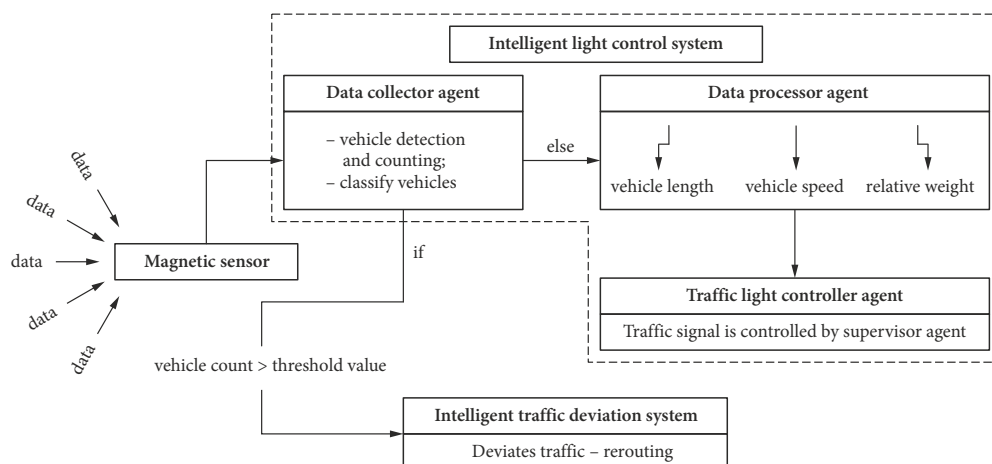 Intelligent light control system
Data collector agent
– vehicle detection
and counting;
– classify vehicles
else
Data processor agent
vehicle length
vehicle speed
relative weight
data
data
data
data
data
Magnetic sensor
if
Traffic light controller agent
Traffic signal is controlled by supervisor agent
vehicle count > threshold value
Intelligent traffic deviation system
Deviates traffic – rerouting